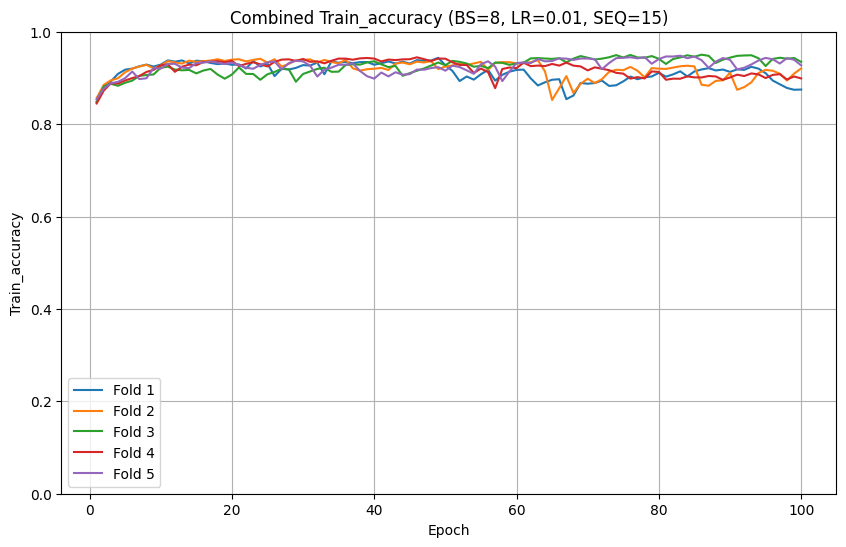 Combined Train_accuracy (BS=8, LR=0.01, SEQ=15)
Train_accuracy
1.0
0.8
0.6
0.4
0.2
0.0
Fold 1
Fold 2
Fold 3
Fold 4
Fold 5
0 20 40 60 80 100
Epoch